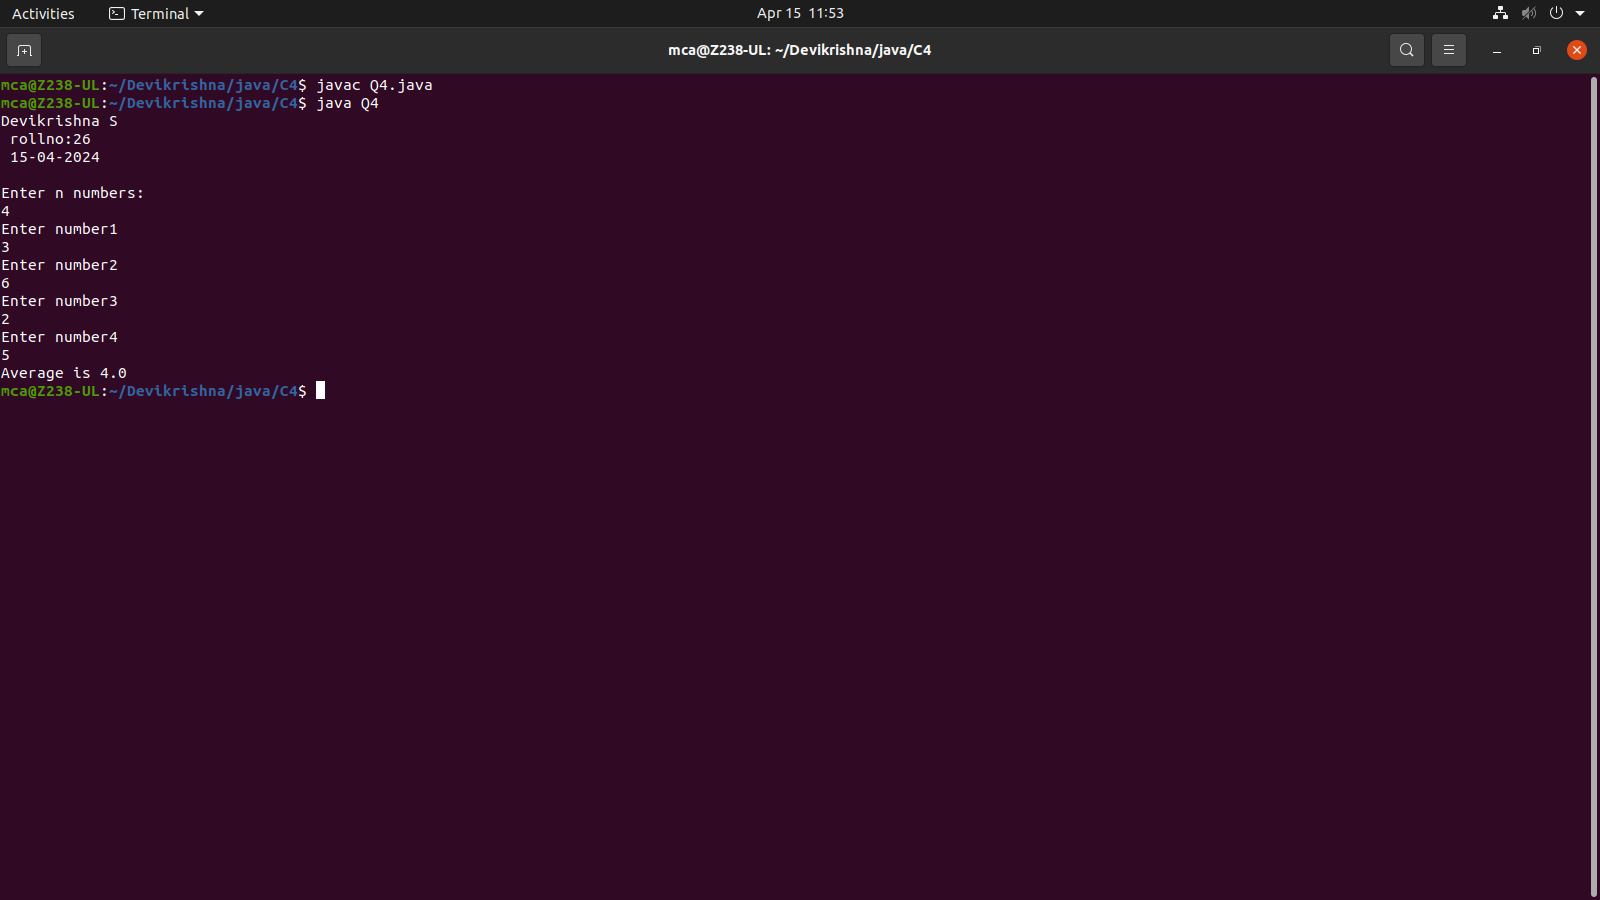 Activities Terminal Apr 15 11:53
mca@Z238-UL: ~/Devikrishna/java/C4
mca@Z238-UL:~/Devikrishna/java/C4$ javac Q4.java
mca@Z238-UL:~/Devikrishna/java/C4$ java Q4
Devikrishna S
 rollno:26
 15-04-2024

Enter n numbers:
4
Enter number1
3
Enter number2
6
Enter number3
2
Enter number4
5
Average is 4.0
mca@Z238-UL:~/Devikrishna/java/C4$